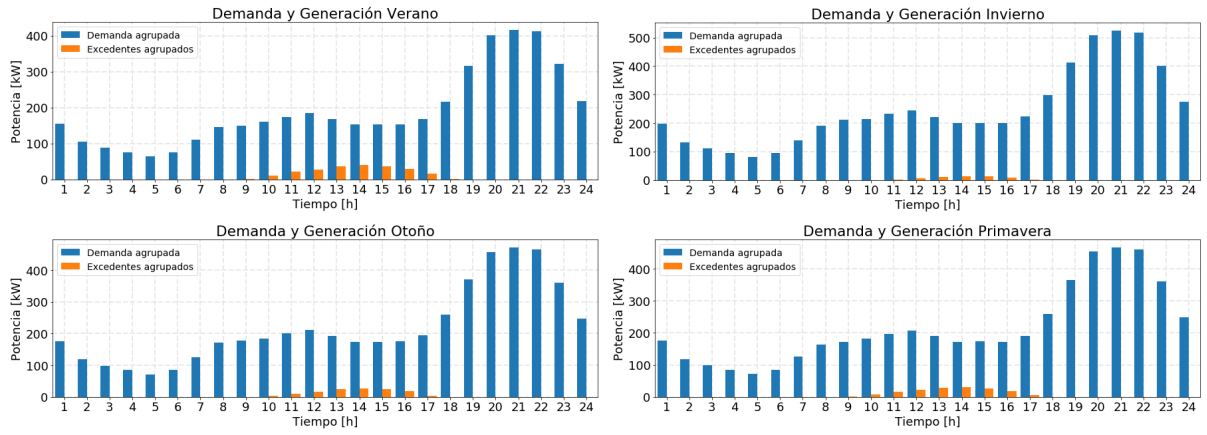 Demanda y Generación Verano
Demanda agrupada
Excedentes agrupados
Potencia [kW]
400
300
200
100
0
1 2 3 4 5 6 7 8 9 10 11 12 13 14 15 16 17 18 19 20 21 22 23 24
Tiempo [h]
Demanda y Generación Invierno
Demanda agrupada
Excedentes agrupados
Potencia [kW]
500
400
300
200
100
0
1 2 3 4 5 6 7 8 9 10 11 12 13 14 15 16 17 18 19 20 21 22 23 24
Tiempo [h]
Demanda y Generación Otoño
Demanda agrupada
Excedentes agrupados
Potencia [kW]
400
300
200
100
0
1 2 3 4 5 6 7 8 9 10 11 12 13 14 15 16 17 18 19 20 21 22 23 24
Tiempo [h]
Demanda y Generación Primavera
Demanda agrupada
Excedentes agrupados
Potencia [kW]
400
300
200
100
0
1 2 3 4 5 6 7 8 9 10 11 12 13 14 15 16 17 18 19 20 21 22 23 24
Tiempo [h]